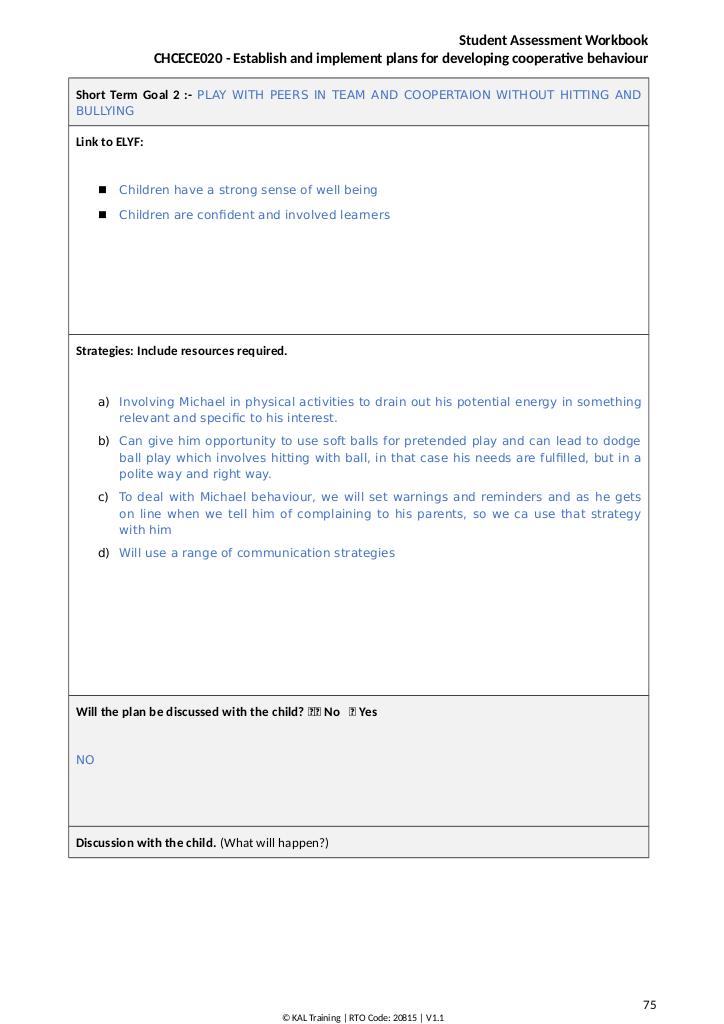 Student Assessment Workbook
CHCECE020 - Establish and implement plans for developing cooperative behaviour
Short Term Goal 2 :- PLAY WITH PEERS IN TEAM AND COOPERTAION WITHOUT HITTING AND
BULLYING
Link to ELYF:
■ Children have a strong sense of well being
■ Children are confident and involved learners
Strategies: Include resources required.
a) Involving Michael in physical activities to drain out his potential energy in something
relevant and specific to his interest.
b) Can give him opportunity to use soft balls for pretended play and can lead to dodge
ball play which involves hitting with ball, in that case his needs are fulfilled, but in a
polite way and right way.
c) To deal with Michael behaviour, we will set warnings and reminders and as he gets
on line when we tell him of complaining to his parents, so we ca use that strategy
with him
d) Will use a range of communication strategies
Will the plan be discussed with the child? No Yes
NO
Discussion with the child. (What will happen?)
75
© KAL Training | RTO Code: 20815 | V1.1